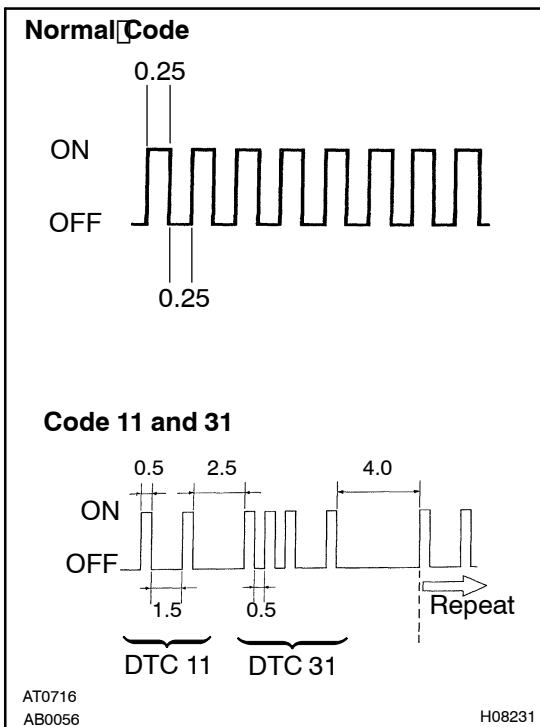 Normal Code
0.25
ON
OFF
0.25
Code 11 and 31
0.5 2.5 4.0
ON
OFF
1.5 0.5 Repeat
DTC 11 DTC 31
AT0716
AB0056 H08231